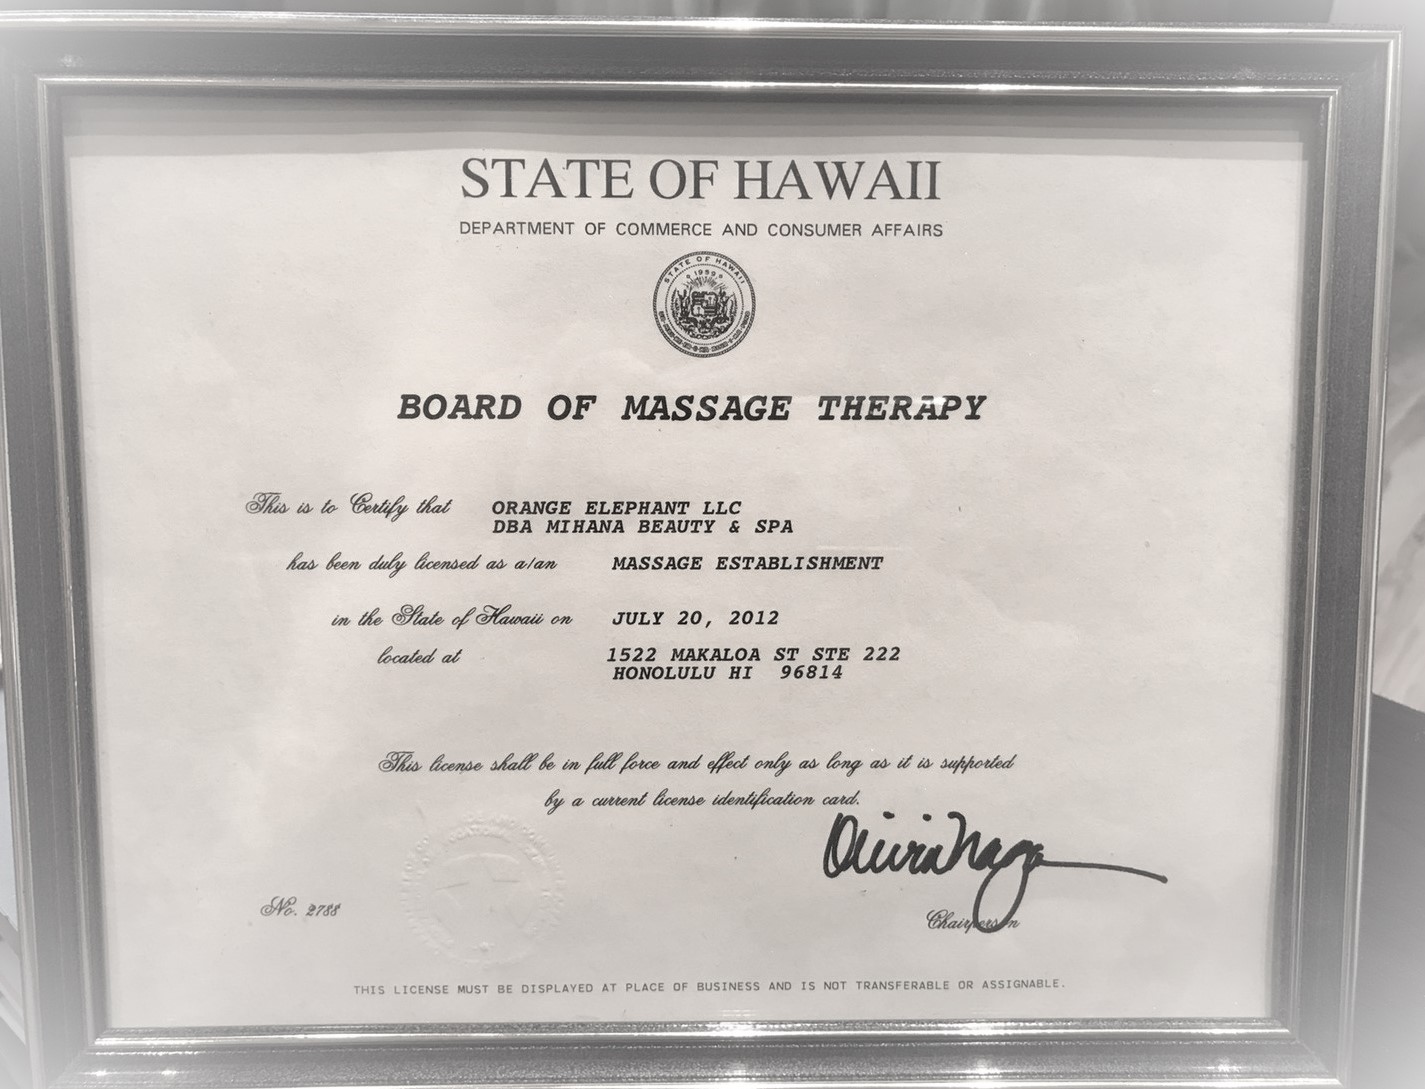 STATE OF HAWAII
DEPARTMENT OF COMMERCE AND CONSUMER AFFAIRS
STATE OF HAWAII
1959
BOARD OF MASSAGE THERAPY
This is to Certify that ORANGE ELEPHANT LLC
DBA MIHANA BEAUTY & SPA
has been duly licensed as a/an MASSAGE ESTABLISHMENT
in the State of Hawaii on JULY 20, 2012
located at 1522 MAKALOA ST STE 222
HONOLULU HI 96814
This license shall be in full force and effect only as long as it is supported
by a current license identification card.
No. 2788
Chairperson
THIS LICENSE MUST BE DISPLAYED AT PLACE OF BUSINESS AND IS NOT TRANSFERABLE OR ASSIGNABLE.